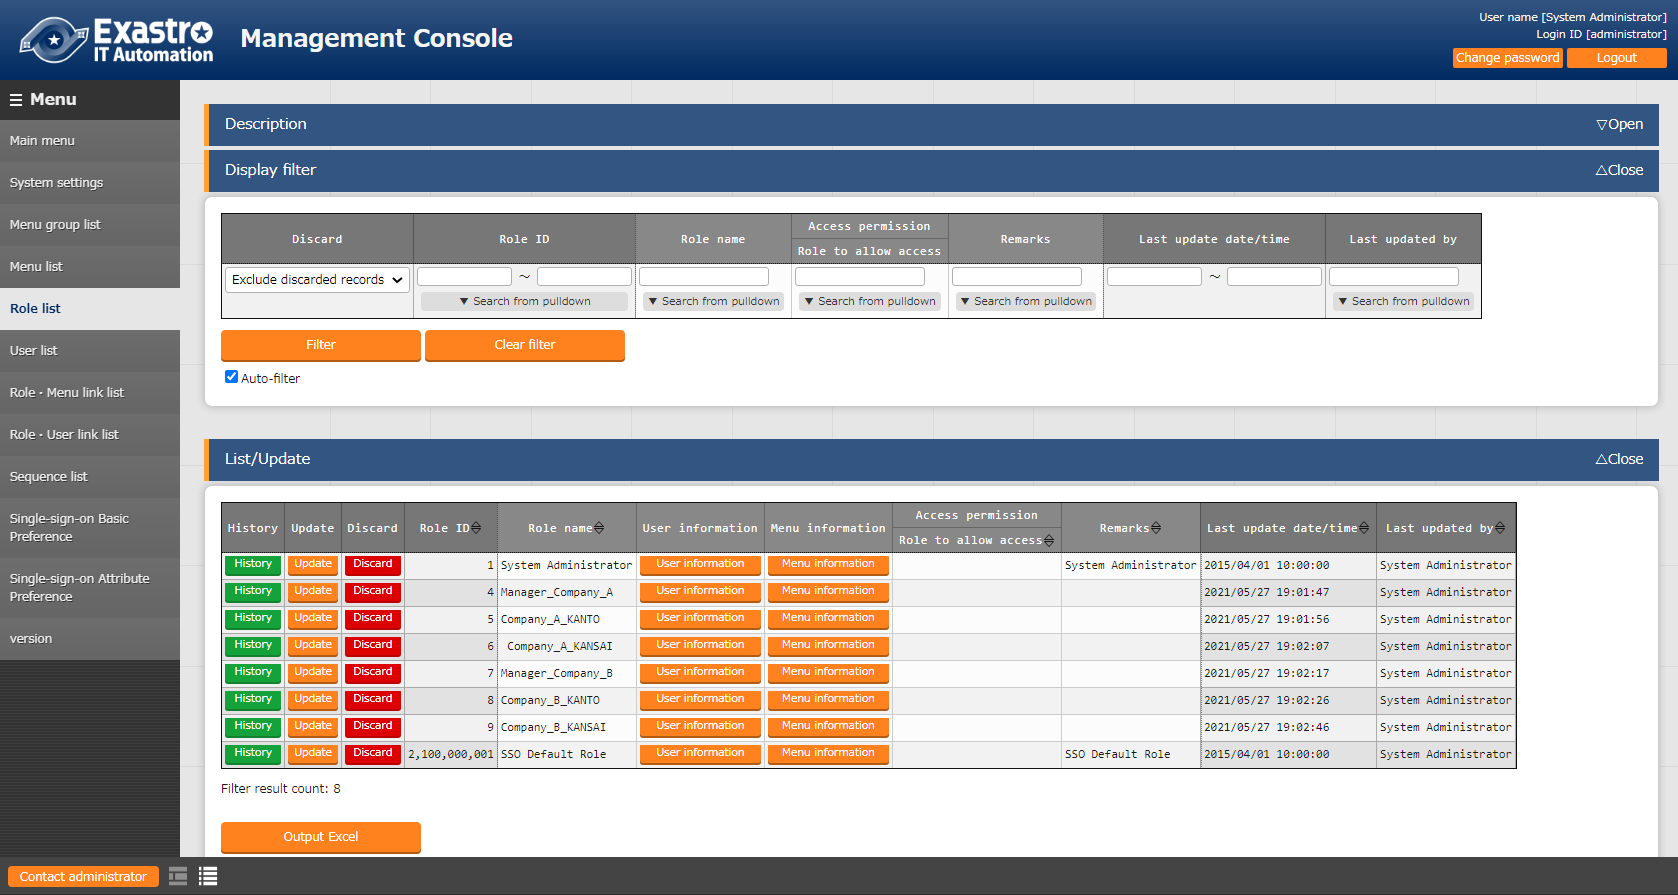 Exastro
IT Automation
Management Console
User name [System Administrator]
Login ID [administrator]
Change password
Logout
Menu
Main menu
System settings
Menu group list
Menu list
Role list
User list
Role・Menu link list
Role・User link list
Sequence list
Single-sign-on Basic
Preference
Single-sign-on Attribute
Preference
version
Description ▽Open
Display filter △Close
Discard Role ID Role name Access permission Remarks Last update date/time Last updated by
Role to allow access
Exclude discarded records ～ ～
▼ Search from pulldown ▼ Search from pulldown ▼ Search from pulldown ▼ Search from pulldown ▼ Search from pulldown
Filter Clear filter
Auto-filter
List/Update △Close
History Update Discard Role ID Role name User information Menu information Access permission Remarks Last update date/time Last updated by
Role to allow access
History Update Discard 1 System Administrator User information Menu information System Administrator 2015/04/01 10:00:00 System Administrator
History Update Discard 4 Manager_Company_A User information Menu information 2021/05/27 19:01:47 System Administrator
History Update Discard 5 Company_A_KANTO User information Menu information 2021/05/27 19:01:56 System Administrator
History Update Discard 6 Company_A_KANSAI User information Menu information 2021/05/27 19:02:07 System Administrator
History Update Discard 7 Manager_Company_B User information Menu information 2021/05/27 19:02:17 System Administrator
History Update Discard 8 Company_B_KANTO User information Menu information 2021/05/27 19:02:26 System Administrator
History Update Discard 9 Company_B_KANSAI User information Menu information 2021/05/27 19:02:46 System Administrator
History Update Discard 2,100,000,001 SSO Default Role User information Menu information SSO Default Role 2015/04/01 10:00:00 System Administrator
Filter result count: 8
Output Excel
Contact administrator